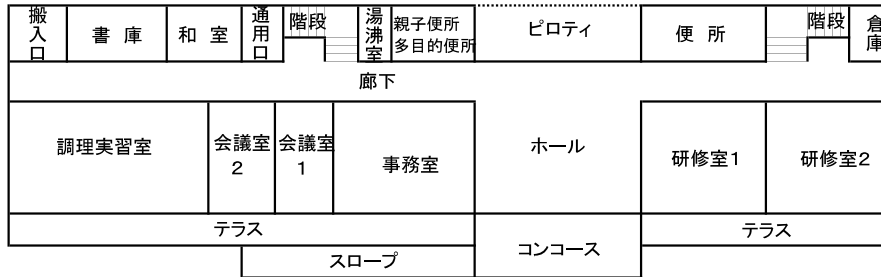 搬入口
書 庫
和 室
通用口
階段
湯沸室
親子便所
多目的便所
ピロティ
便 所
階段
倉庫
廊下
調理実習室
会議室
2
会議室
1
事務室
ホール
研修室1
研修室2
テラス
コンコース
テラス
スロープ